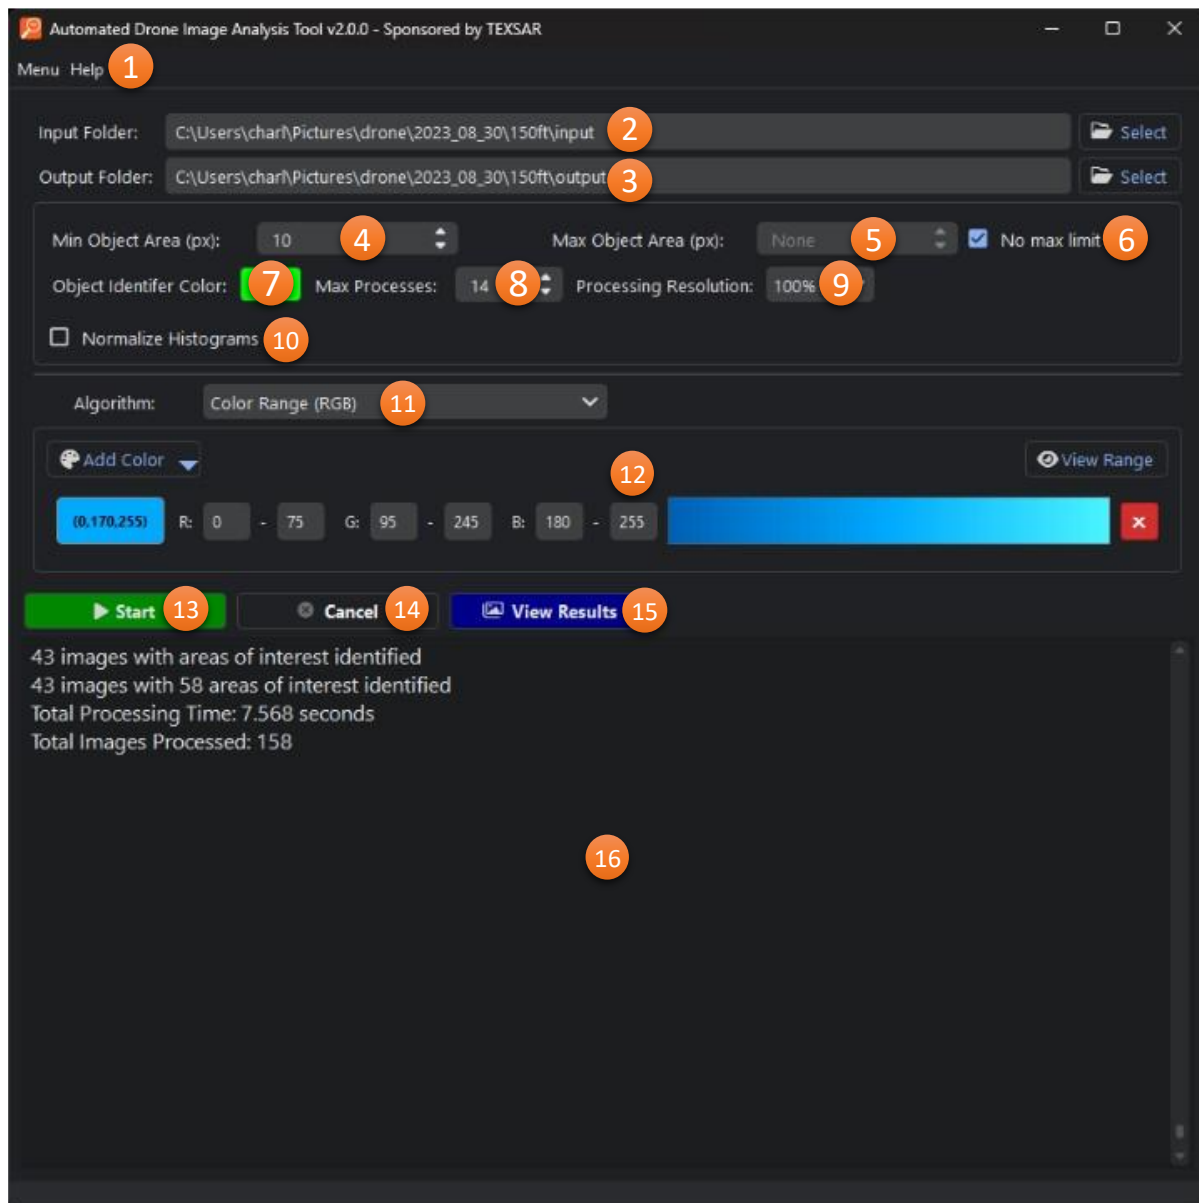 Automated Drone Image Analysis Tool v2.0.0 - Sponsored by TEXSAR
Menu Help 1
Input Folder: C:\Users\charl\Pictures\drone\2023_08_30\150ft\input 2 Select
Output Folder: C:\Users\charl\Pictures\drone\2023_08_30\150ft\output 3 Select
Min Object Area (px): 10 4 Max Object Area (px): None 5 No max limit 6
Object Identifer Color: 7 Max Processes: 14 8 Processing Resolution: 100% 9
Normalize Histograms 10
Algorithm: Color Range (RGB) 11
Add Color 12 View Range
(0,170,255) R: 0 - 75 G: 95 - 245 B: 180 - 255
Start 13 Cancel 14 View Results 15
43 images with areas of interest identified
43 images with 58 areas of interest identified
Total Processing Time: 7.568 seconds
Total Images Processed: 158
16